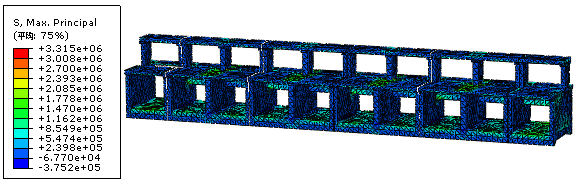 S, Max. Principal
(平均: 75%)
+3.315e+06
+3.008e+06
+2.700e+06
+2.393e+06
+2.085e+06
+1.778e+06
+1.470e+06
+1.162e+06
+8.549e+05
+5.474e+05
+2.398e+05
-6.770e+04
-3.752e+05